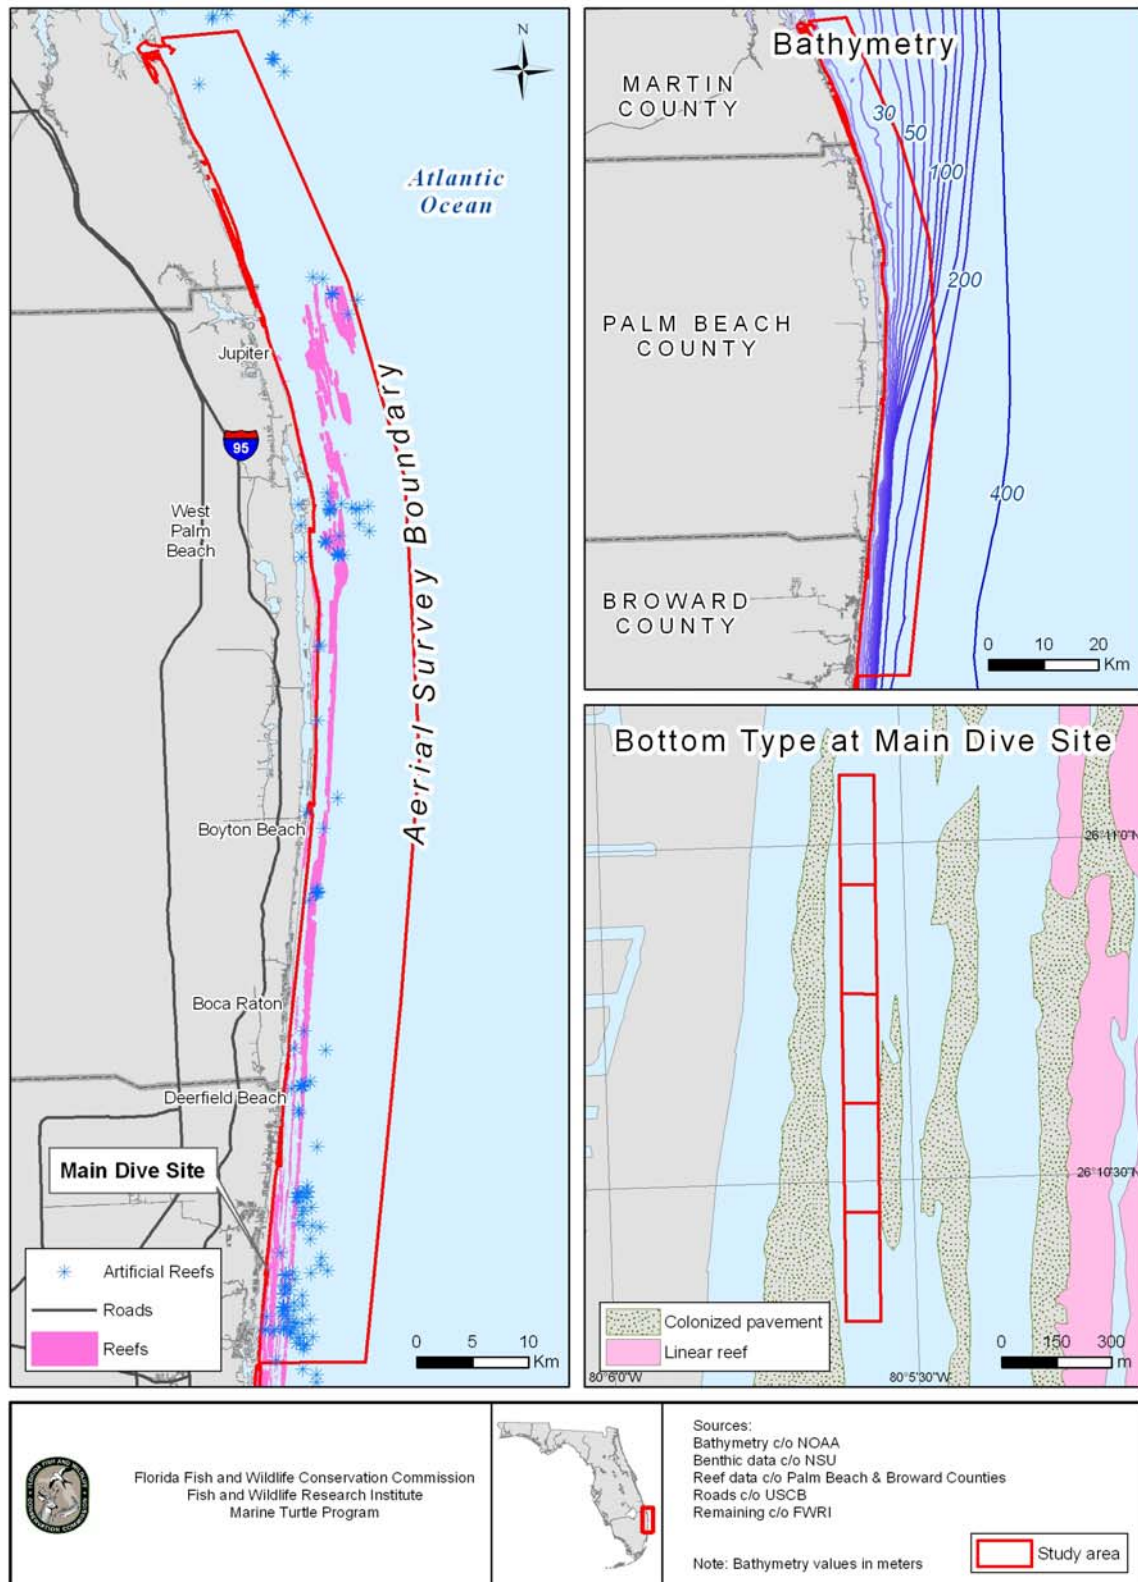 N
Atlantic
Ocean
Jupiter
95
West
Palm
Beach
Aerial Survey Boundary
Boyton Beach
Boca Raton
Deerfield Beach
Main Dive Site
Artificial Reefs
Roads
Reefs
0 5 10
Km
Bathymetry
MARTIN
COUNTY
30
50
100
200
PALM BEACH
COUNTY
400
BROWARD
COUNTY
0 10 20
Km
Bottom Type at Main Dive Site
26°11'0"N
26°10'30"N
Colonized pavement
Linear reef
0 150 300
m
80°6'0"W
80°5'30"W
Florida Fish and Wildlife Conservation Commission
Fish and Wildlife Research Institute
Marine Turtle Program
Sources:
Bathymetry c/o NOAA
Benthic data c/o NSU
Reef data c/o Palm Beach & Broward Counties
Roads c/o USCB
Remaining c/o FWRI
Note: Bathymetry values in meters
Study area